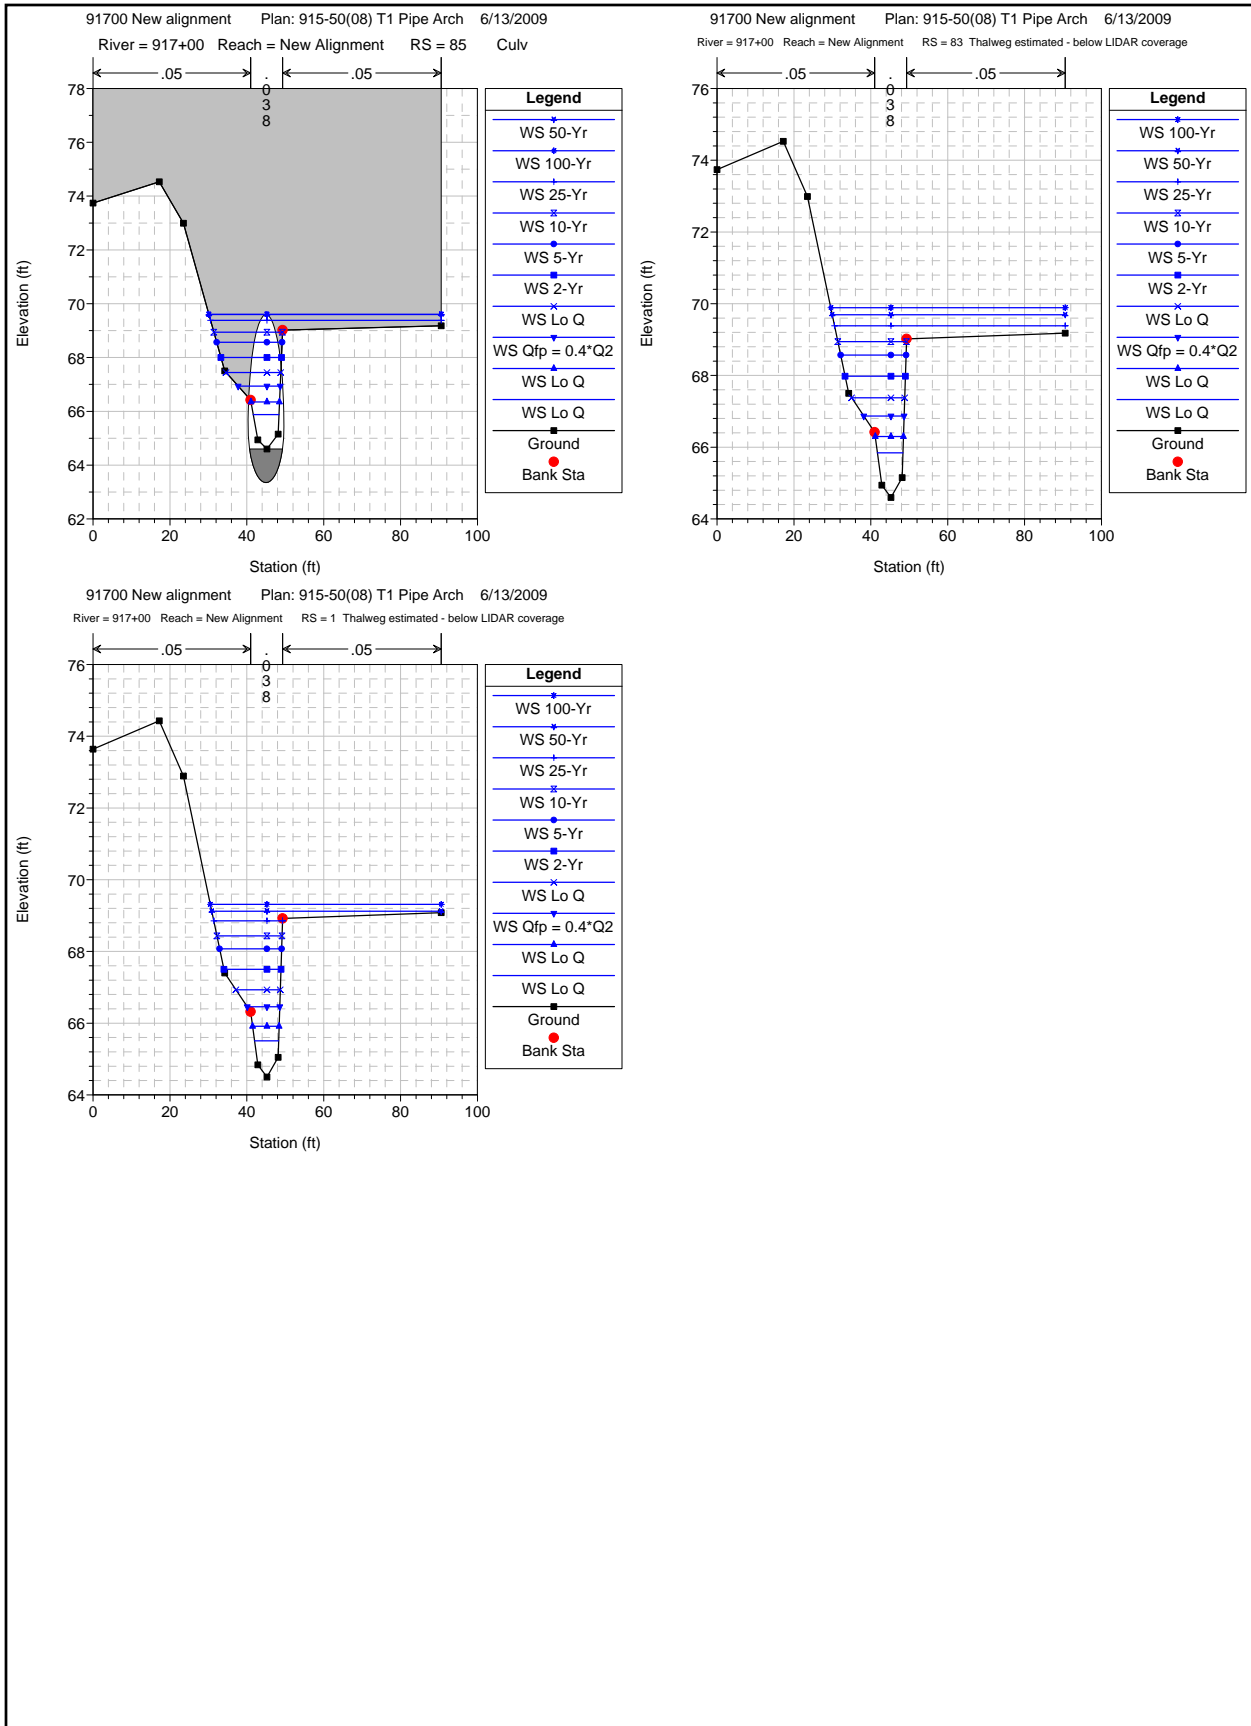 91700 New alignment Plan: 915-50(08) T1 Pipe Arch 6/13/2009
River = 917+00 Reach = New Alignment RS = 85 Culv
.05
.038
.05
78
76
74
72
70
68
66
64
62
0 20 40 60 80 100
Station (ft)
Elevation (ft)
Legend
WS 50-Yr
WS 100-Yr
WS 25-Yr
WS 10-Yr
WS 5-Yr
WS 2-Yr
WS Lo Q
WS Qfp = 0.4*Q2
WS Lo Q
WS Lo Q
Ground
Bank Sta
91700 New alignment Plan: 915-50(08) T1 Pipe Arch 6/13/2009
River = 917+00 Reach = New Alignment RS = 83 Thalweg estimated - below LIDAR coverage
.05
.038
.05
76
74
72
70
68
66
64
0 20 40 60 80 100
Station (ft)
Elevation (ft)
Legend
WS 100-Yr
WS 50-Yr
WS 25-Yr
WS 10-Yr
WS 5-Yr
WS 2-Yr
WS Lo Q
WS Qfp = 0.4*Q2
WS Lo Q
WS Lo Q
Ground
Bank Sta
91700 New alignment Plan: 915-50(08) T1 Pipe Arch 6/13/2009
River = 917+00 Reach = New Alignment RS = 1 Thalweg estimated - below LIDAR coverage
.05
.038
.05
76
74
72
70
68
66
64
0 20 40 60 80 100
Station (ft)
Elevation (ft)
Legend
WS 100-Yr
WS 50-Yr
WS 25-Yr
WS 10-Yr
WS 5-Yr
WS 2-Yr
WS Lo Q
WS Qfp = 0.4*Q2
WS Lo Q
WS Lo Q
Ground
Bank Sta